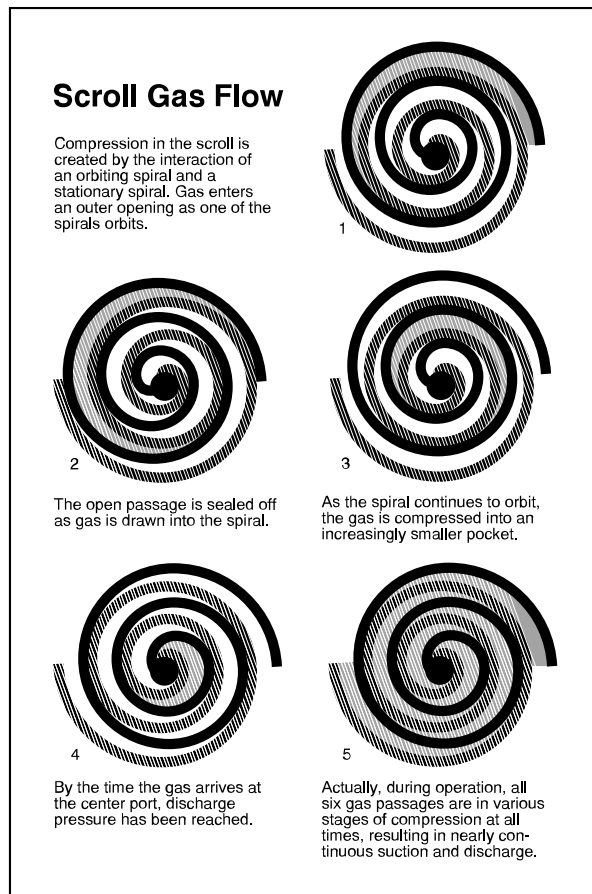 Scroll Gas Flow
Compression in the scroll is
created by the interaction of
an orbiting spiral and a
stationary spiral. Gas enters
an outer opening as one of the
spirals orbits.
1
2
The open passage is sealed off
as gas is drawn into the spiral.
3
As the spiral continues to orbit,
the gas is compressed into an
increasingly smaller pocket.
4
By the time the gas arrives at
the center port, discharge
pressure has been reached.
5
Actually, during operation, all
six gas passages are in various
stages of compression at all
times, resulting in nearly con-
tinuous suction and discharge.